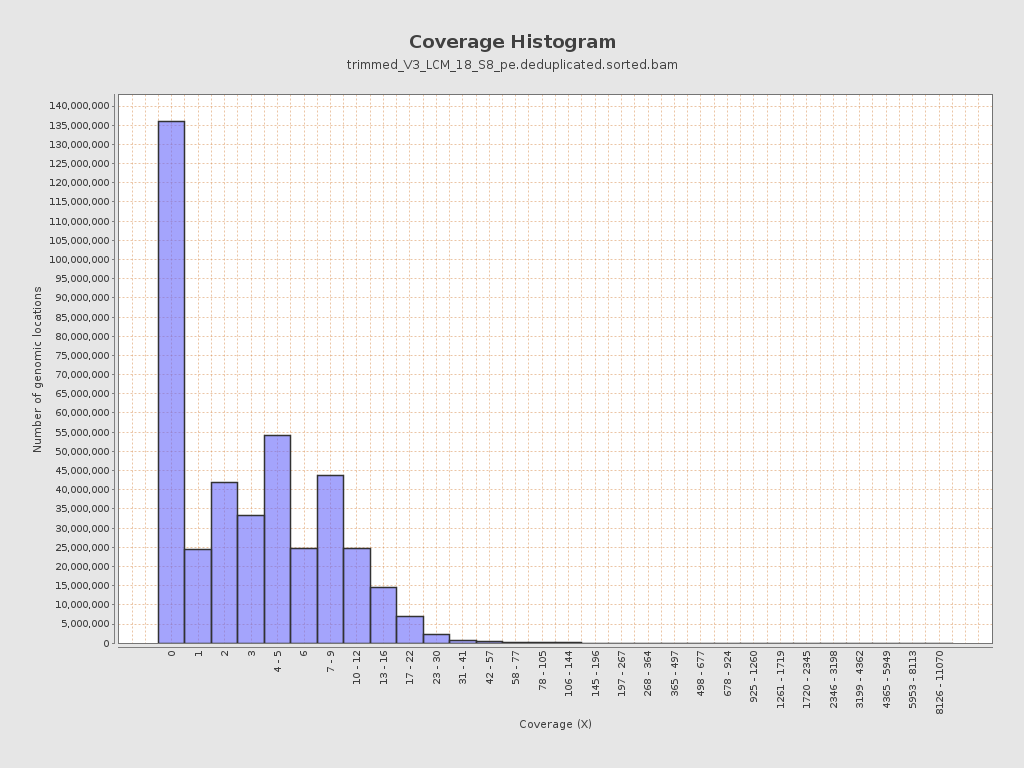 Coverage Histogram
trimmed_V3_LCM_18_S8_pe.deduplicated.sorted.bam
Number of genomic locations
140,000,000
135,000,000
130,000,000
125,000,000
120,000,000
115,000,000
110,000,000
105,000,000
100,000,000
95,000,000
90,000,000
85,000,000
80,000,000
75,000,000
70,000,000
65,000,000
60,000,000
55,000,000
50,000,000
45,000,000
40,000,000
35,000,000
30,000,000
25,000,000
20,000,000
15,000,000
10,000,000
5,000,000
0
0
1
2
3
4 - 5
6
7 - 9
10 - 12
13 - 16
17 - 22
23 - 30
31 - 41
42 - 57
58 - 77
78 - 105
106 - 144
145 - 196
197 - 267
268 - 364
365 - 497
498 - 677
678 - 924
925 - 1260
1261 - 1719
1720 - 2345
2346 - 3198
3199 - 4362
4365 - 5949
5953 - 8113
8126 - 11070
Coverage (X)